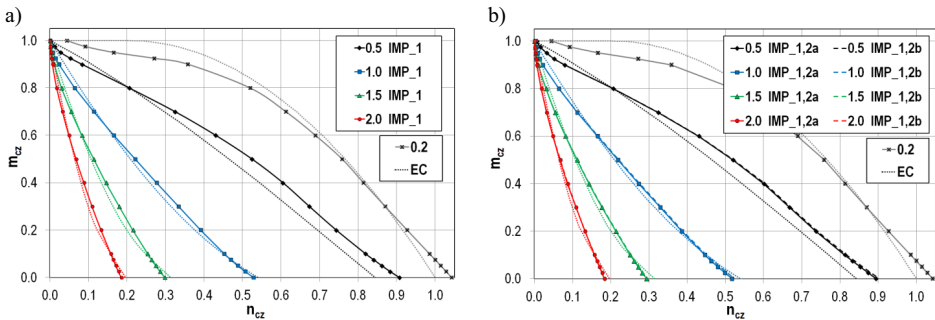 a)
1.0
0.8
0.6
0.4
0.2
0.0
m_cz
0.0 0.1 0.2 0.3 0.4 0.5 0.6 0.7 0.8 0.9 1.0
n_cz
0.5 IMP_1
1.0 IMP_1
1.5 IMP_1
2.0 IMP_1
0.2
EC
b)
1.0
0.8
0.6
0.4
0.2
0.0
m_cz
0.0 0.1 0.2 0.3 0.4 0.5 0.6 0.7 0.8 0.9 1.0
n_cz
0.5 IMP_1,2a 0.5 IMP_1,2b
1.0 IMP_1,2a 1.0 IMP_1,2b
1.5 IMP_1,2a 1.5 IMP_1,2b
2.0 IMP_1,2a 2.0 IMP_1,2b
0.2
EC